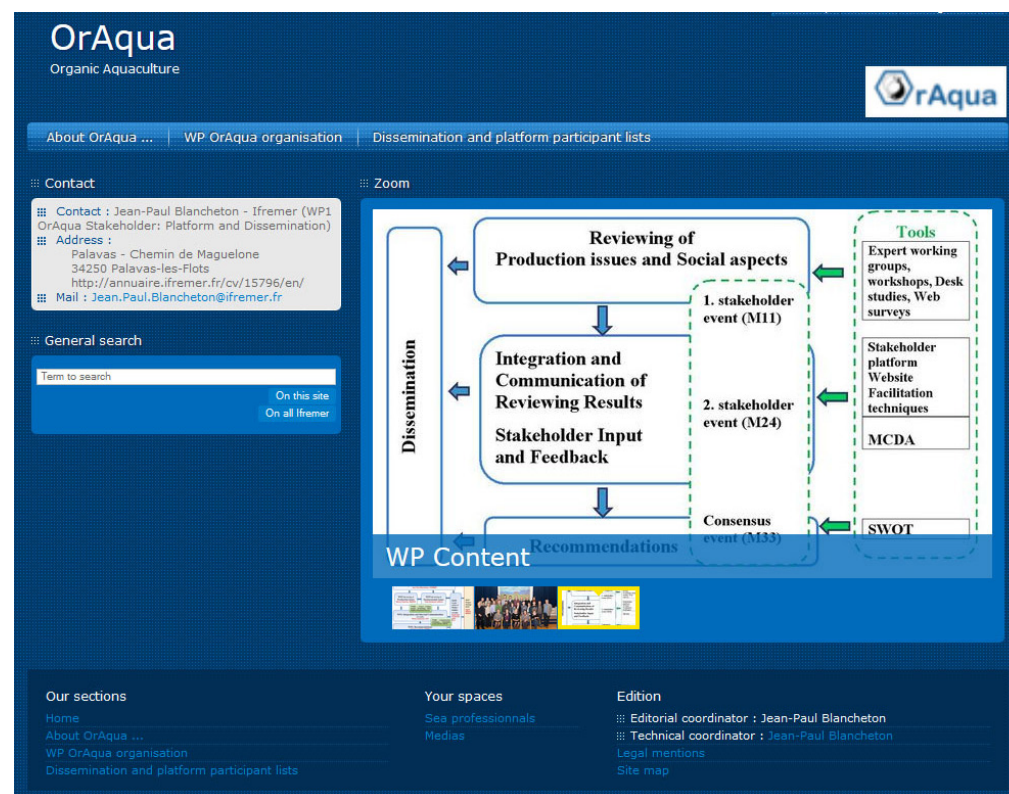 OrAqua
Organic Aquaculture
OrAqua
About OrAqua ...
WP OrAqua organisation
Dissemination and platform participant lists
Contact
Contact : Jean-Paul Blancheton - Ifremer (WP1
OrAqua Stakeholder: Platform and Dissemination)
Address :
Palavas - Chemin de Maguelone
34250 Palavas-les-Flots
http://annuaire.ifremer.fr/cv/15796/en/
Mail : Jean.Paul.Blancheton@ifremer.fr
General search
Term to search
On this site
On all Ifremer
Zoom
Dissemination
Reviewing of
Production issues and Social aspects
1. stakeholder
event (M11)
Integration and
Communication of
Reviewing Results
Stakeholder Input
and Feedback
2. stakeholder
event (M24)
Consensus
event (M33)
Recommendations
Tools
Expert working
groups,
workshops, Desk
studies, Web
surveys
Stakeholder
platform
Website
Facilitation
techniques
MCDA
SWOT
WP Content
Our sections
Home
About OrAqua ...
WP OrAqua organisation
Dissemination and platform participant lists
Your spaces
Sea professionnals
Medias
Edition
Editorial coordinator : Jean-Paul Blancheton
Technical coordinator : Jean-Paul Blancheton
Legal mentions
Site map